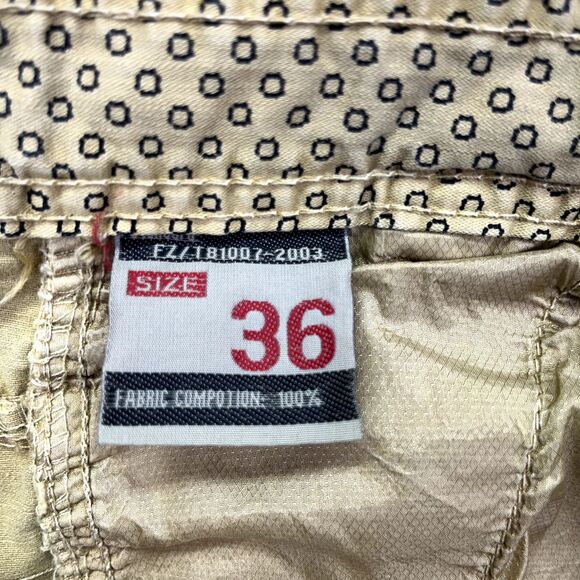 FZ/T81007-2003
SIZE
36
FABRIC COMPOTION: 100%